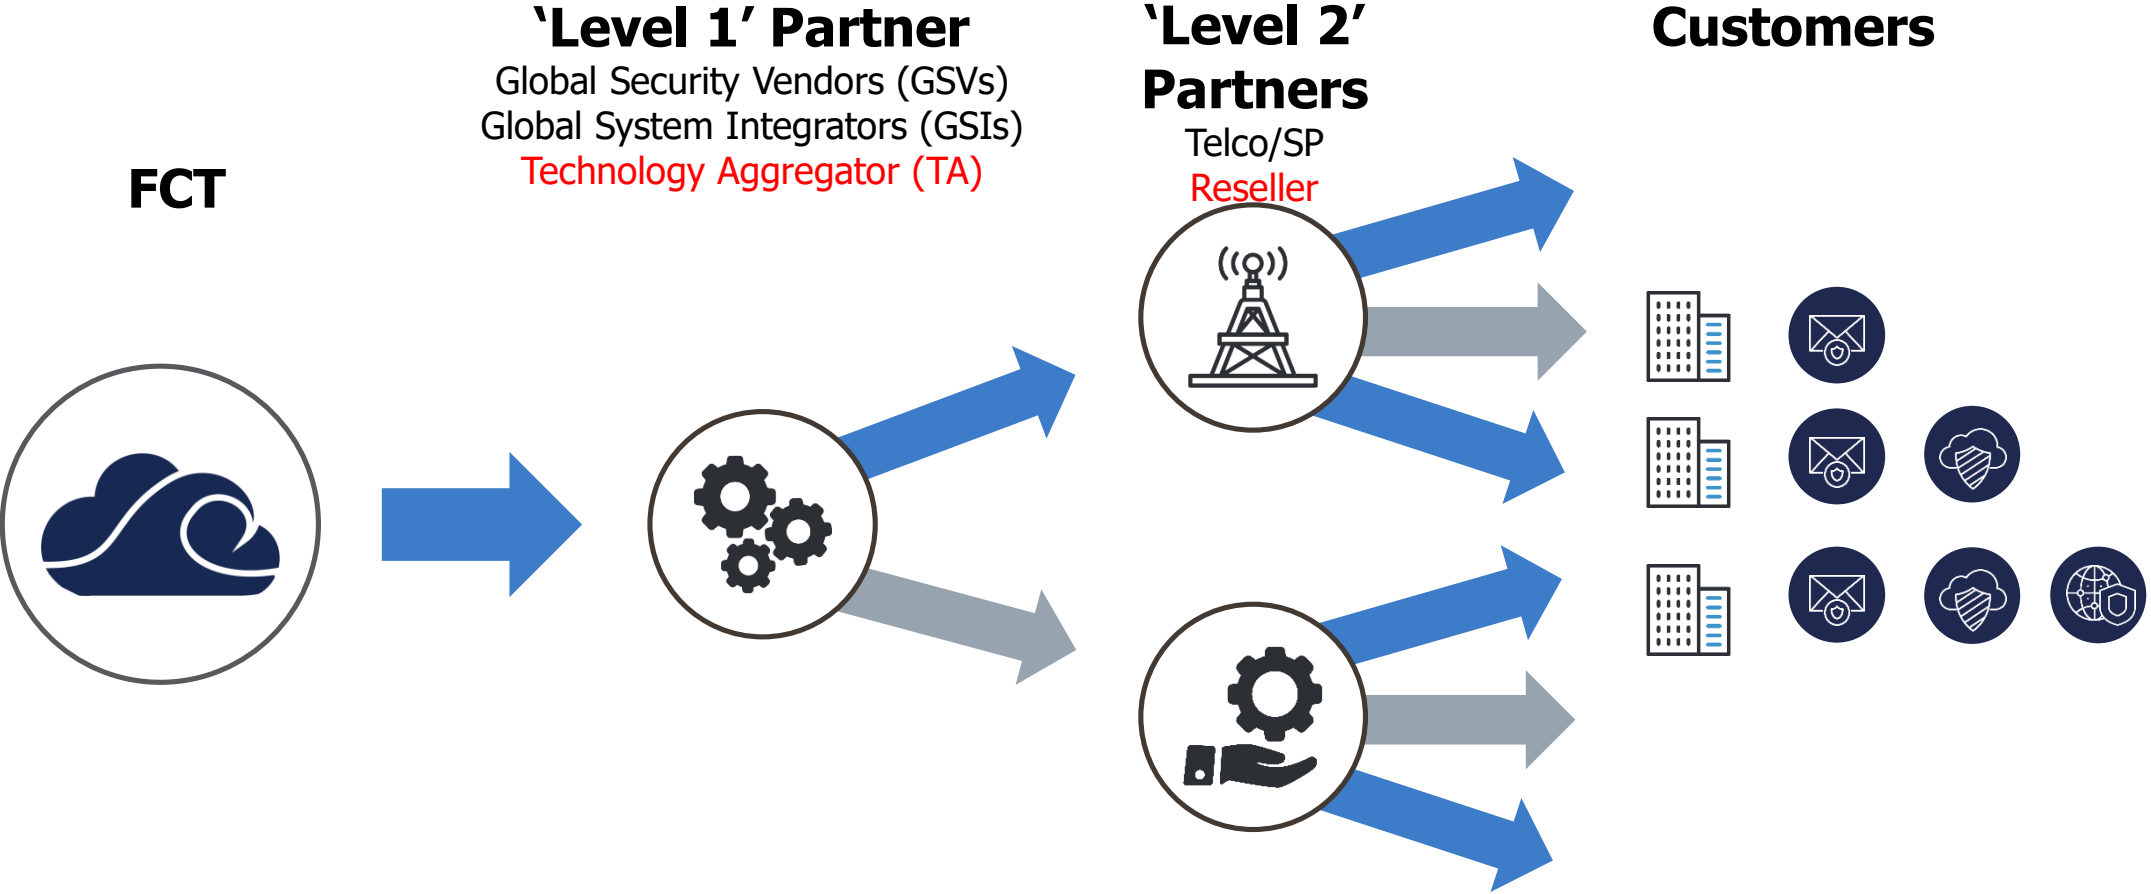 FCT
‘Level 1’ Partner
Global Security Vendors (GSVs)
Global System Integrators (GSIs)
Technology Aggregator (TA)
‘Level 2’
Partners
Telco/SP
Reseller
Customers